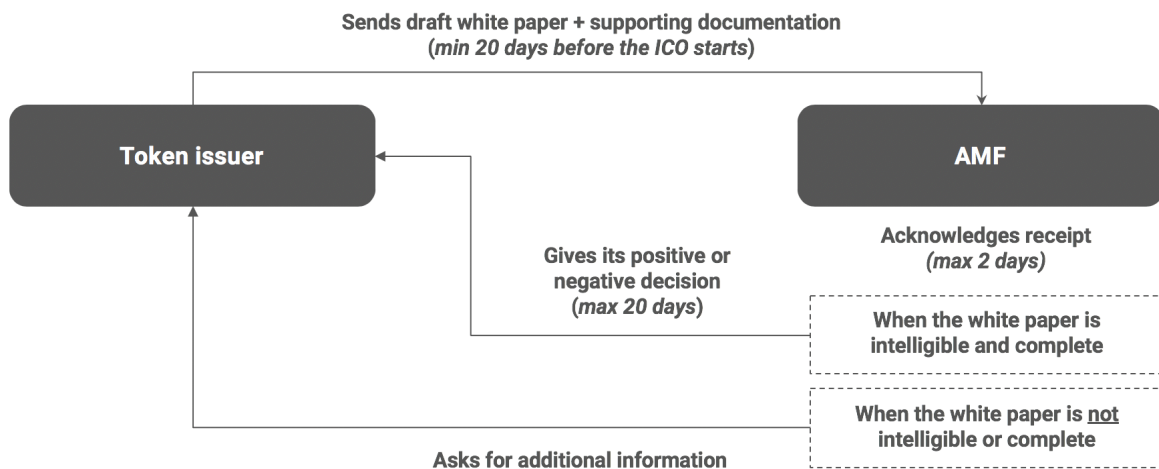 Sends draft white paper + supporting documentation
(min 20 days before the ICO starts)
Token issuer
AMF
Acknowledges receipt
(max 2 days)
Gives its positive or
negative decision
(max 20 days)
When the white paper is
intelligible and complete
When the white paper is not
intelligible or complete
Asks for additional information